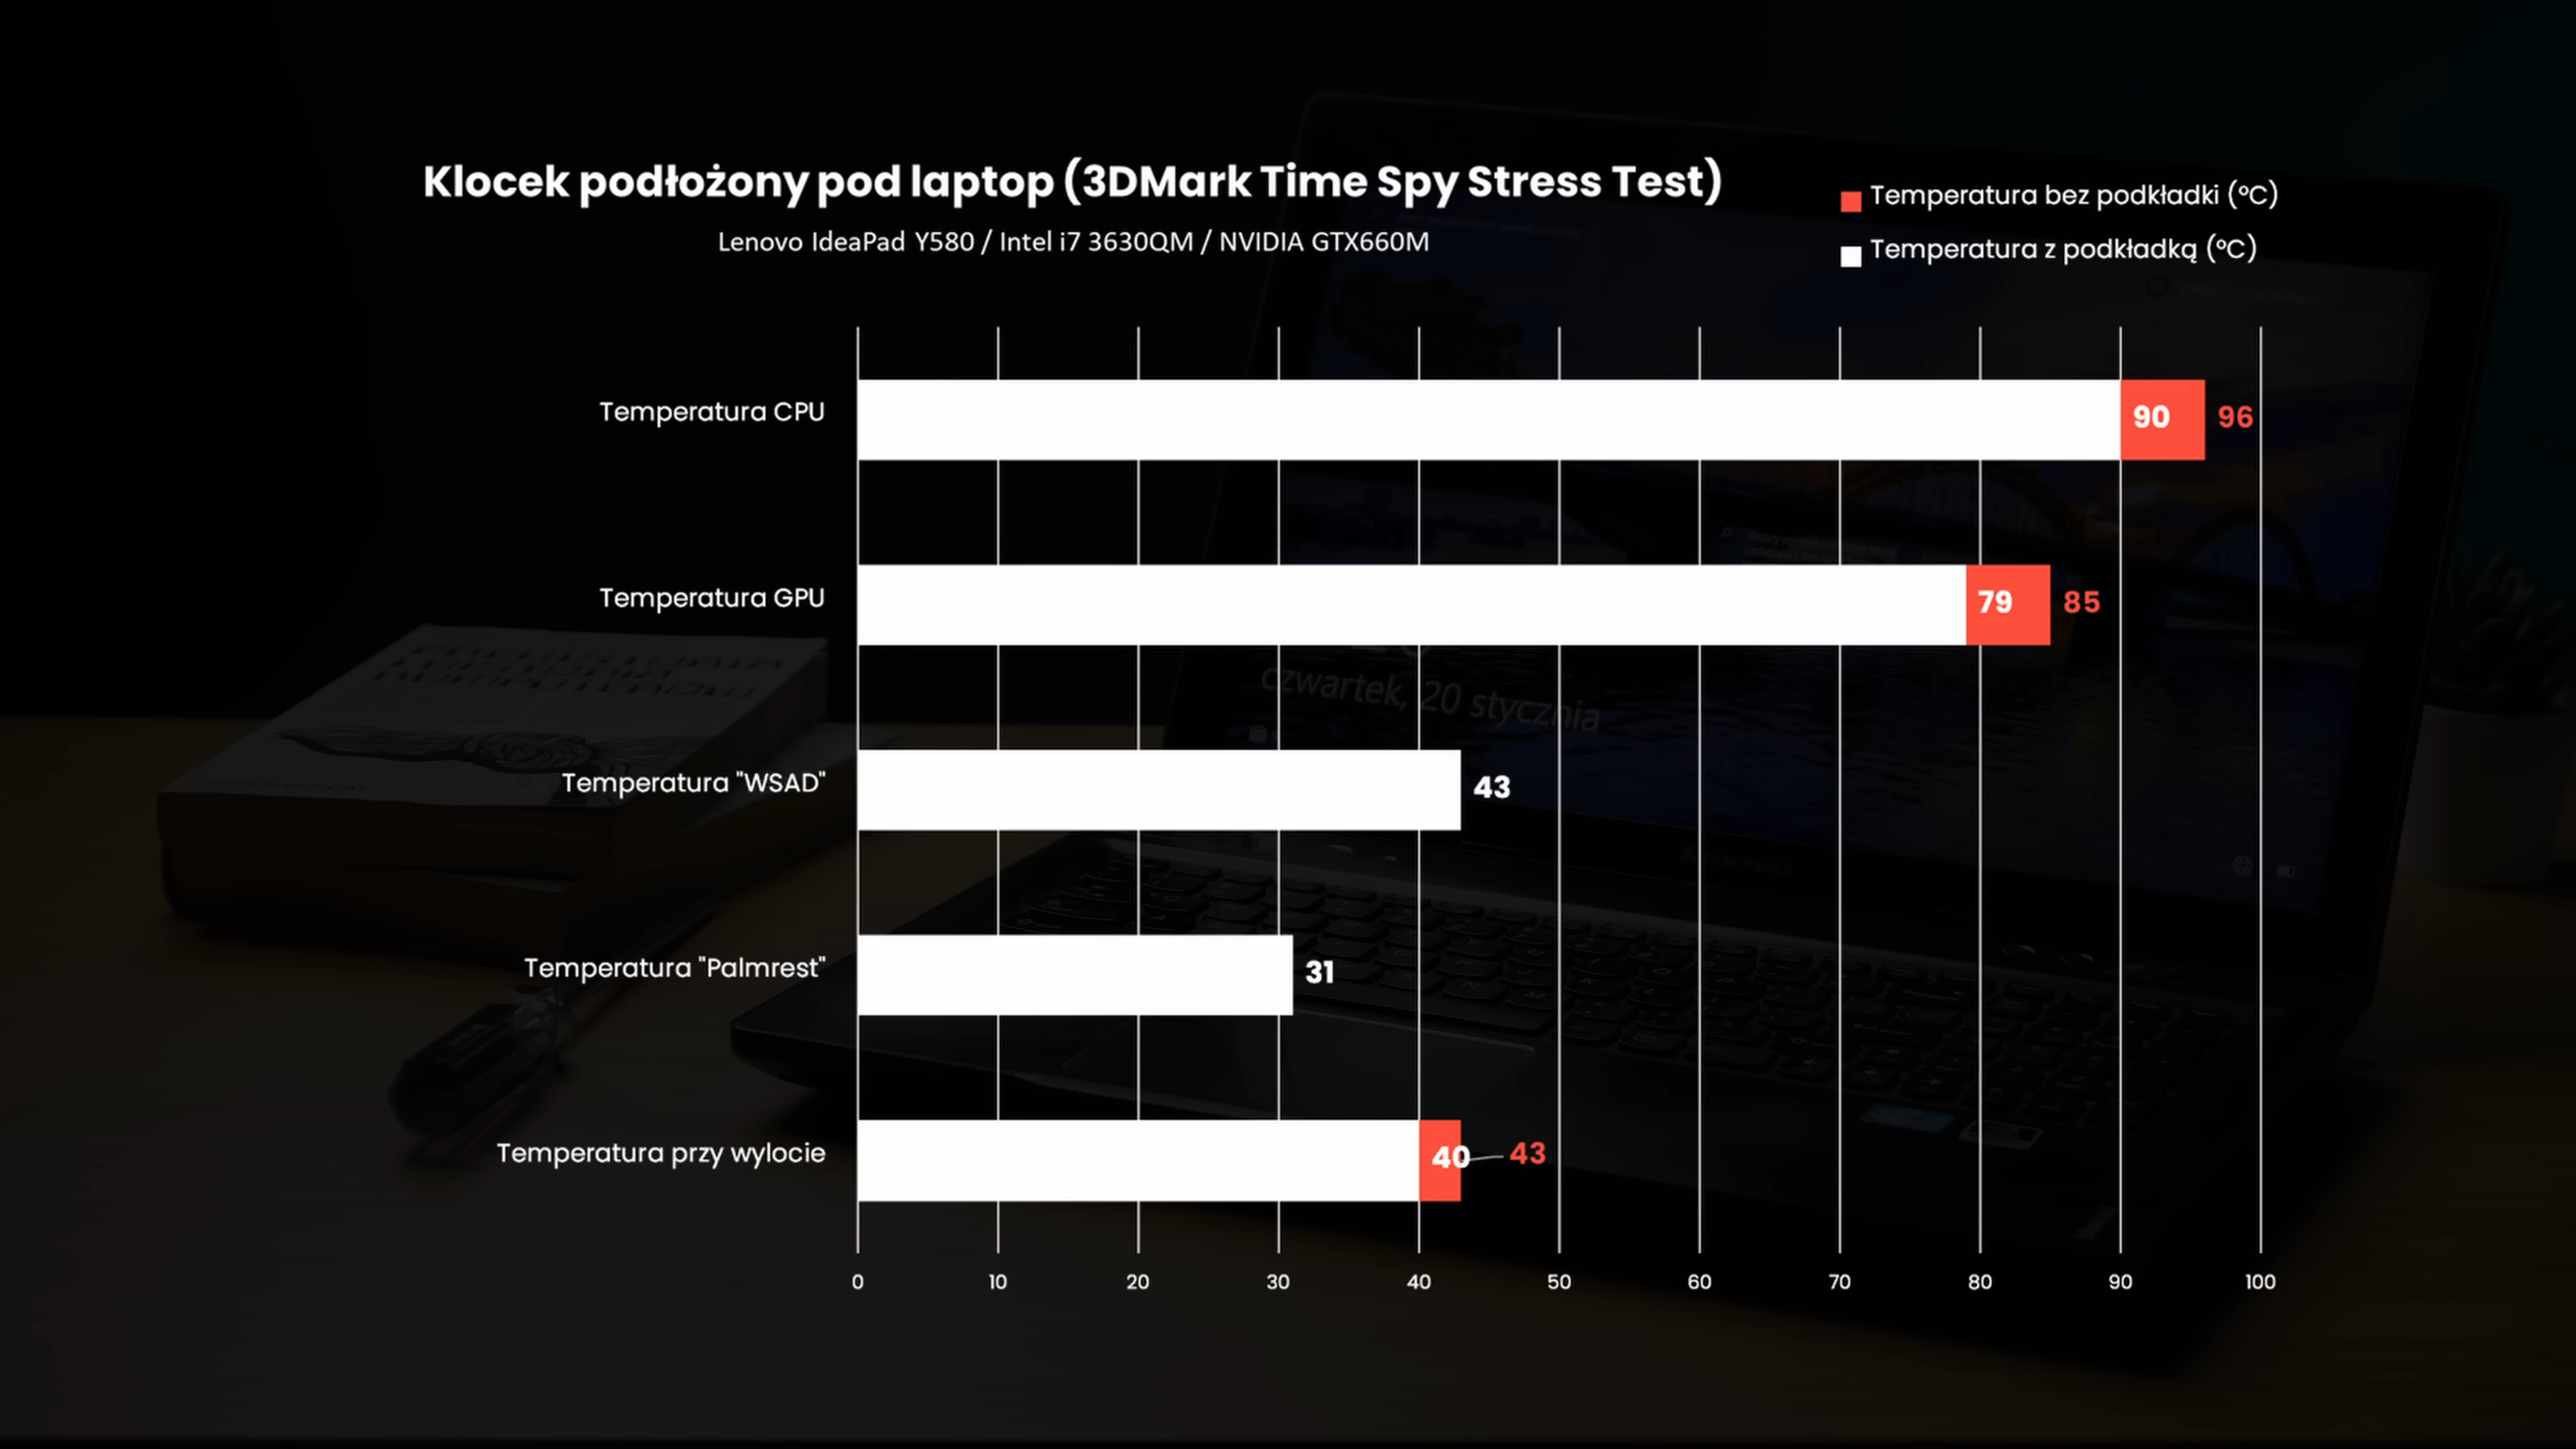 Klocek podłożony pod laptop (3DMark Time Spy Stress Test)
Lenovo IdeaPad Y580 / Intel i7 3630QM / NVIDIA GTX660M
Temperatura bez podkładki (°C)
Temperatura z podkładką (°C)
Temperatura CPU
90 96
Temperatura GPU
79 85
czwartek, 20 stycznia
Temperatura "WSAD"
43
Temperatura "Palmrest"
31
Temperatura przy wylocie
40 43
0 10 20 30 40 50 60 70 80 90 100